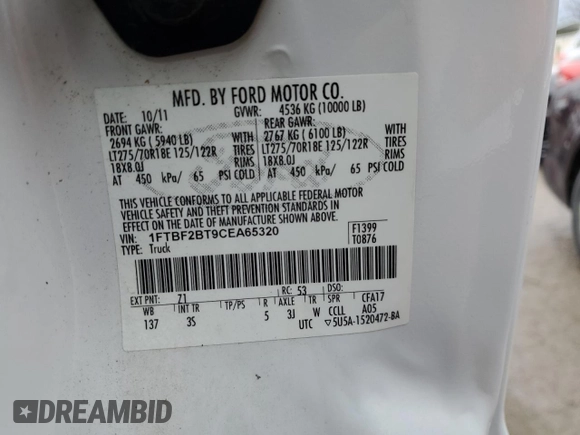 MFD. BY FORD MOTOR CO.
DATE: 10/11 GVWR: 4536 KG (10000 LB)
FRONT GAWR: REAR GAWR:
2694 KG (5940 LB) 2767 KG (6100 LB)
LT275/70R18E 125/122R TIRES LT275/70R18E 125/122R TIRES
18X8.0J RIMS 18X8.0J RIMS
AT 450 kPa/ 65 PSI COLD AT 450 kPa/ 65 PSI COLD
THIS VEHICLE CONFORMS TO ALL APPLICABLE FEDERAL MOTOR
VEHICLE SAFETY AND THEFT PREVENTION STANDARDS IN
EFFECT ON THE DATE OF MANUFACTURE SHOWN ABOVE.
VIN: 1FTBF2BT9CEA65320 F1399
TYPE: Truck T0876
EXT PNT: Z1 RC: 53 DSO:
WB INT TR TP/PS R AXLE TR SPR CFA17
137 3S 5 3J W CCLL A05
UTC ▽5U5A-1520472-BA
DREAMBID